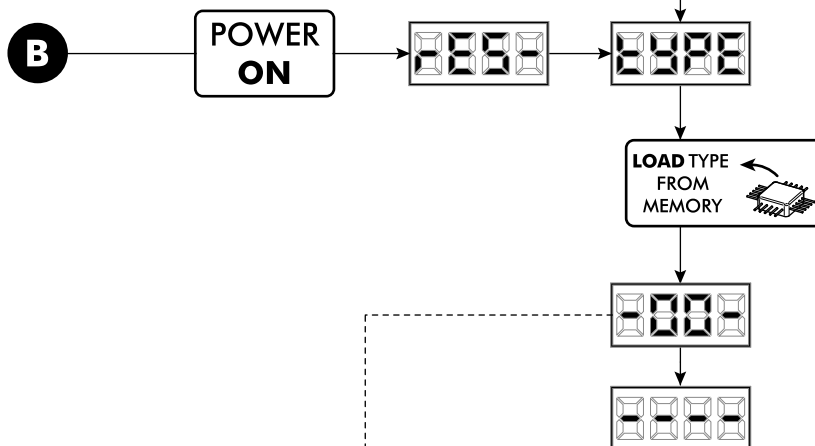 B
POWER
ON
rES-
tYPE
LOAD TYPE
FROM
MEMORY
-00-
----